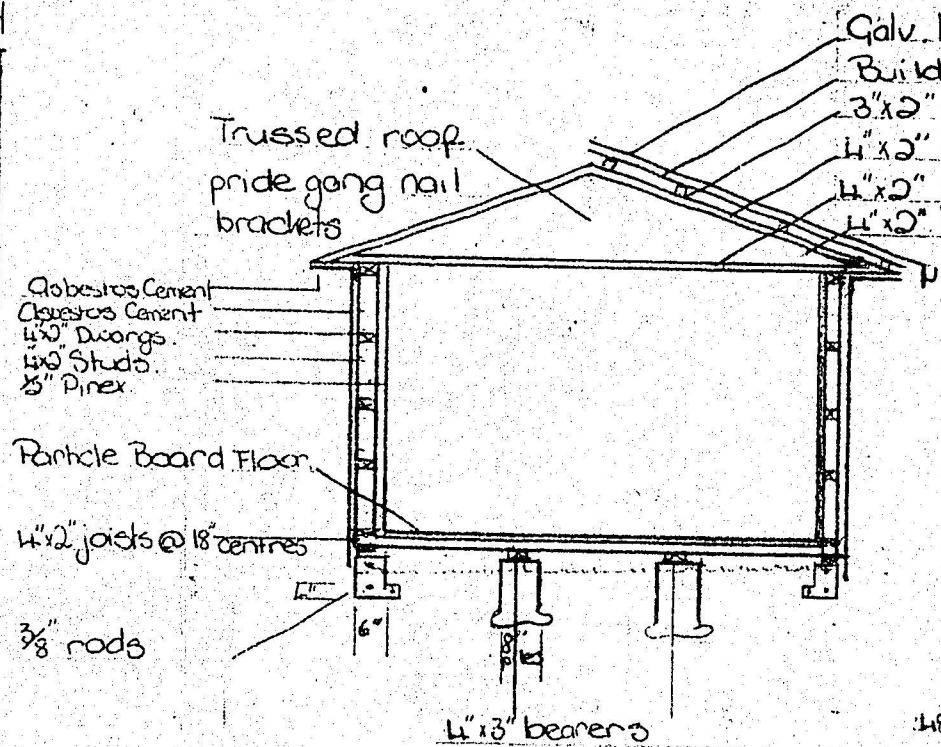 Galv.
Build
3"x2"
4"x2"
4"x2"
4"x2"
Trussed roof
pride gang nail
brackets
Asbestos Cement
Asbestos Cement
4"x2" Dwangs.
4x2" Studs.
½" Pinex
Particle Board Floor
4"x2" joists @ 18" centres
3/8" rods
6"
8"
4"x3" bearers